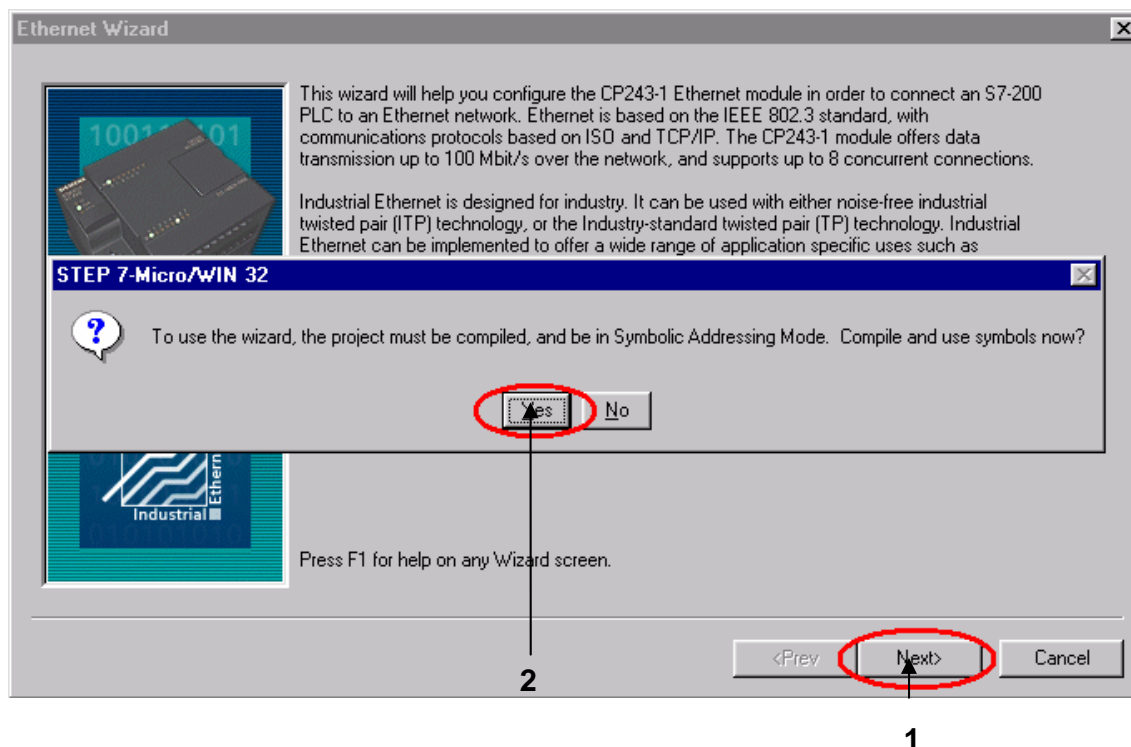 Ethernet Wizard
This wizard will help you configure the CP243-1 Ethernet module in order to connect an S7-200
PLC to an Ethernet network. Ethernet is based on the IEEE 802.3 standard, with
communications protocols based on ISO and TCP/IP. The CP243-1 module offers data
transmission up to 100 Mbit/s over the network, and supports up to 8 concurrent connections.
Industrial Ethernet is designed for industry. It can be used with either noise-free industrial
twisted pair (ITP) technology, or the Industry-standard twisted pair (TP) technology. Industrial
Ethernet can be implemented to offer a wide range of application specific uses such as
STEP 7-Micro/WIN 32
To use the wizard, the project must be compiled, and be in Symbolic Addressing Mode. Compile and use symbols now?
Yes No
Industrial
Ethern
Press F1 for help on any Wizard screen.
<Prev Next> Cancel
2
1